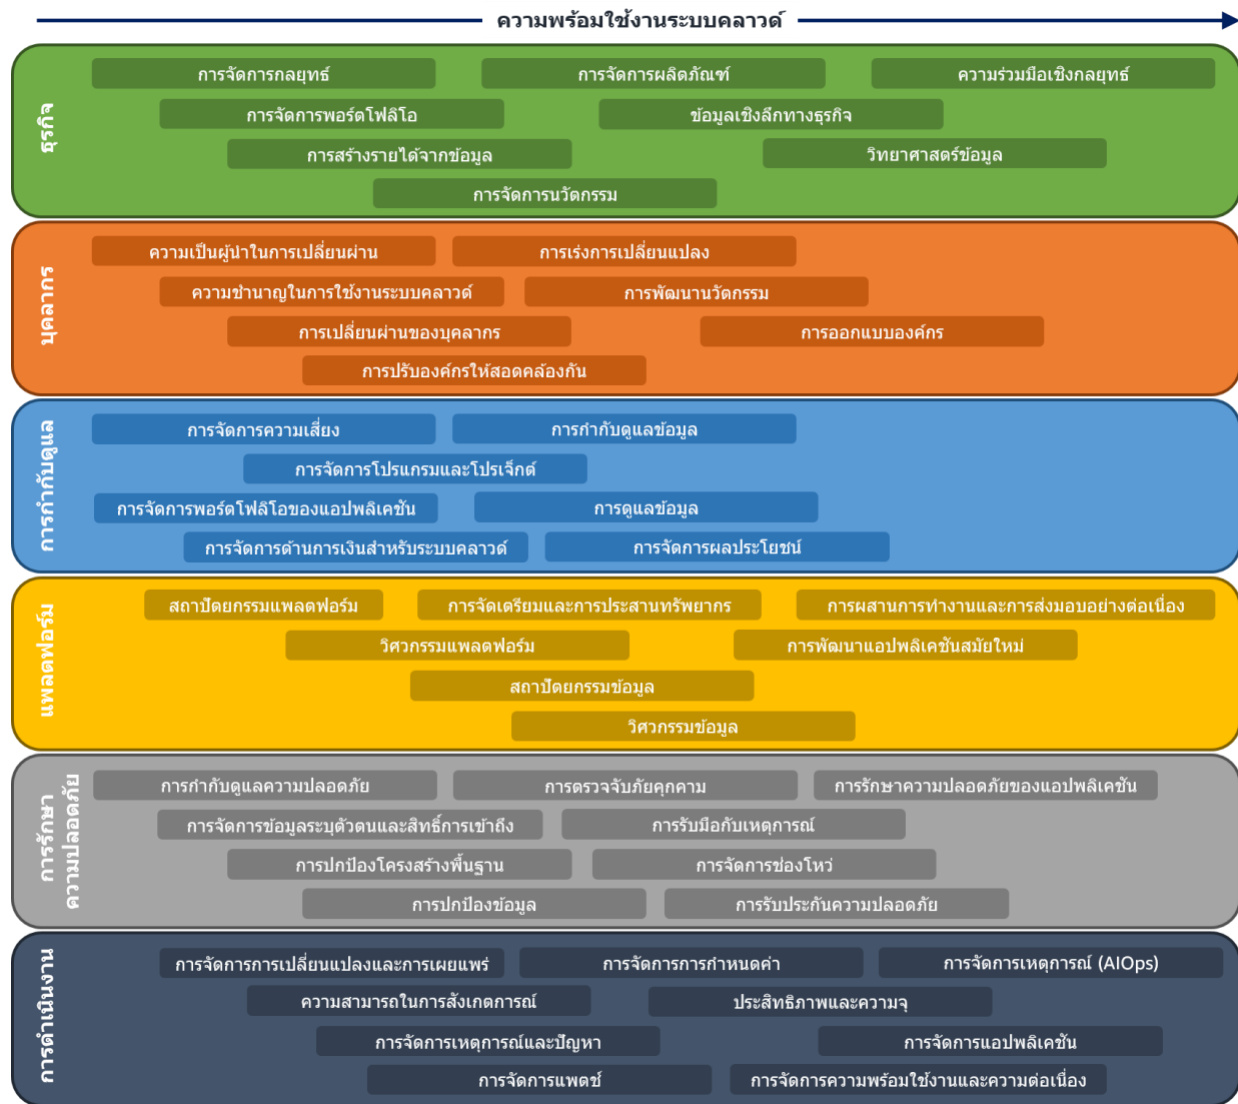 ความพร้อมใช้งานระบบคลาวด์
ธุรกิจ
การจัดการกลยุทธ์
การจัดการผลิตภัณฑ์
ความร่วมมือเชิงกลยุทธ์
การจัดการพอร์ตโฟลิโอ
ข้อมูลเชิงลึกทางธุรกิจ
การสร้างรายได้จากข้อมูล
วิทยาศาสตร์ข้อมูล
การจัดการนวัตกรรม
บุคลากร
ความเป็นผู้นำในการเปลี่ยนผ่าน
การเร่งการเปลี่ยนแปลง
ความชำนาญในการใช้งานระบบคลาวด์
การพัฒนานวัตกรรม
การเปลี่ยนผ่านของบุคลากร
การออกแบบองค์กร
การปรับองค์กรให้สอดคล้องกัน
การกำกับดูแล
การจัดการความเสี่ยง
การกำกับดูแลข้อมูล
การจัดการโปรแกรมและโปรเจ็กต์
การจัดการพอร์ตโฟลิโอของแอปพลิเคชัน
การดูแลข้อมูล
การจัดการด้านการเงินสำหรับระบบคลาวด์
การจัดการผลประโยชน์
แพลตฟอร์ม
สถาปัตยกรรมแพลตฟอร์ม
การจัดเตรียมและการประสานทรัพยากร
การผสานการทำงานและการส่งมอบอย่างต่อเนื่อง
วิศวกรรมแพลตฟอร์ม
การพัฒนาแอปพลิเคชันสมัยใหม่
สถาปัตยกรรมข้อมูล
วิศวกรรมข้อมูล
การรักษา
ความปลอดภัย
การกำกับดูแลความปลอดภัย
การตรวจจับภัยคุกคาม
การรักษาความปลอดภัยของแอปพลิเคชัน
การจัดการข้อมูลระบุตัวตนและสิทธิ์การเข้าถึง
การรับมือกับเหตุการณ์
การปกป้องโครงสร้างพื้นฐาน
การจัดการช่องโหว่
การปกป้องข้อมูล
การรับประกันความปลอดภัย
การดำเนินงาน
การจัดการการเปลี่ยนแปลงและการเผยแพร่
การจัดการการกำหนดค่า
การจัดการเหตุการณ์ (AIOps)
ความสามารถในการสังเกตการณ์
ประสิทธิภาพและความจุ
การจัดการเหตุการณ์และปัญหา
การจัดการแอปพลิเคชัน
การจัดการแพตช์
การจัดการความพร้อมใช้งานและความต่อเนื่อง